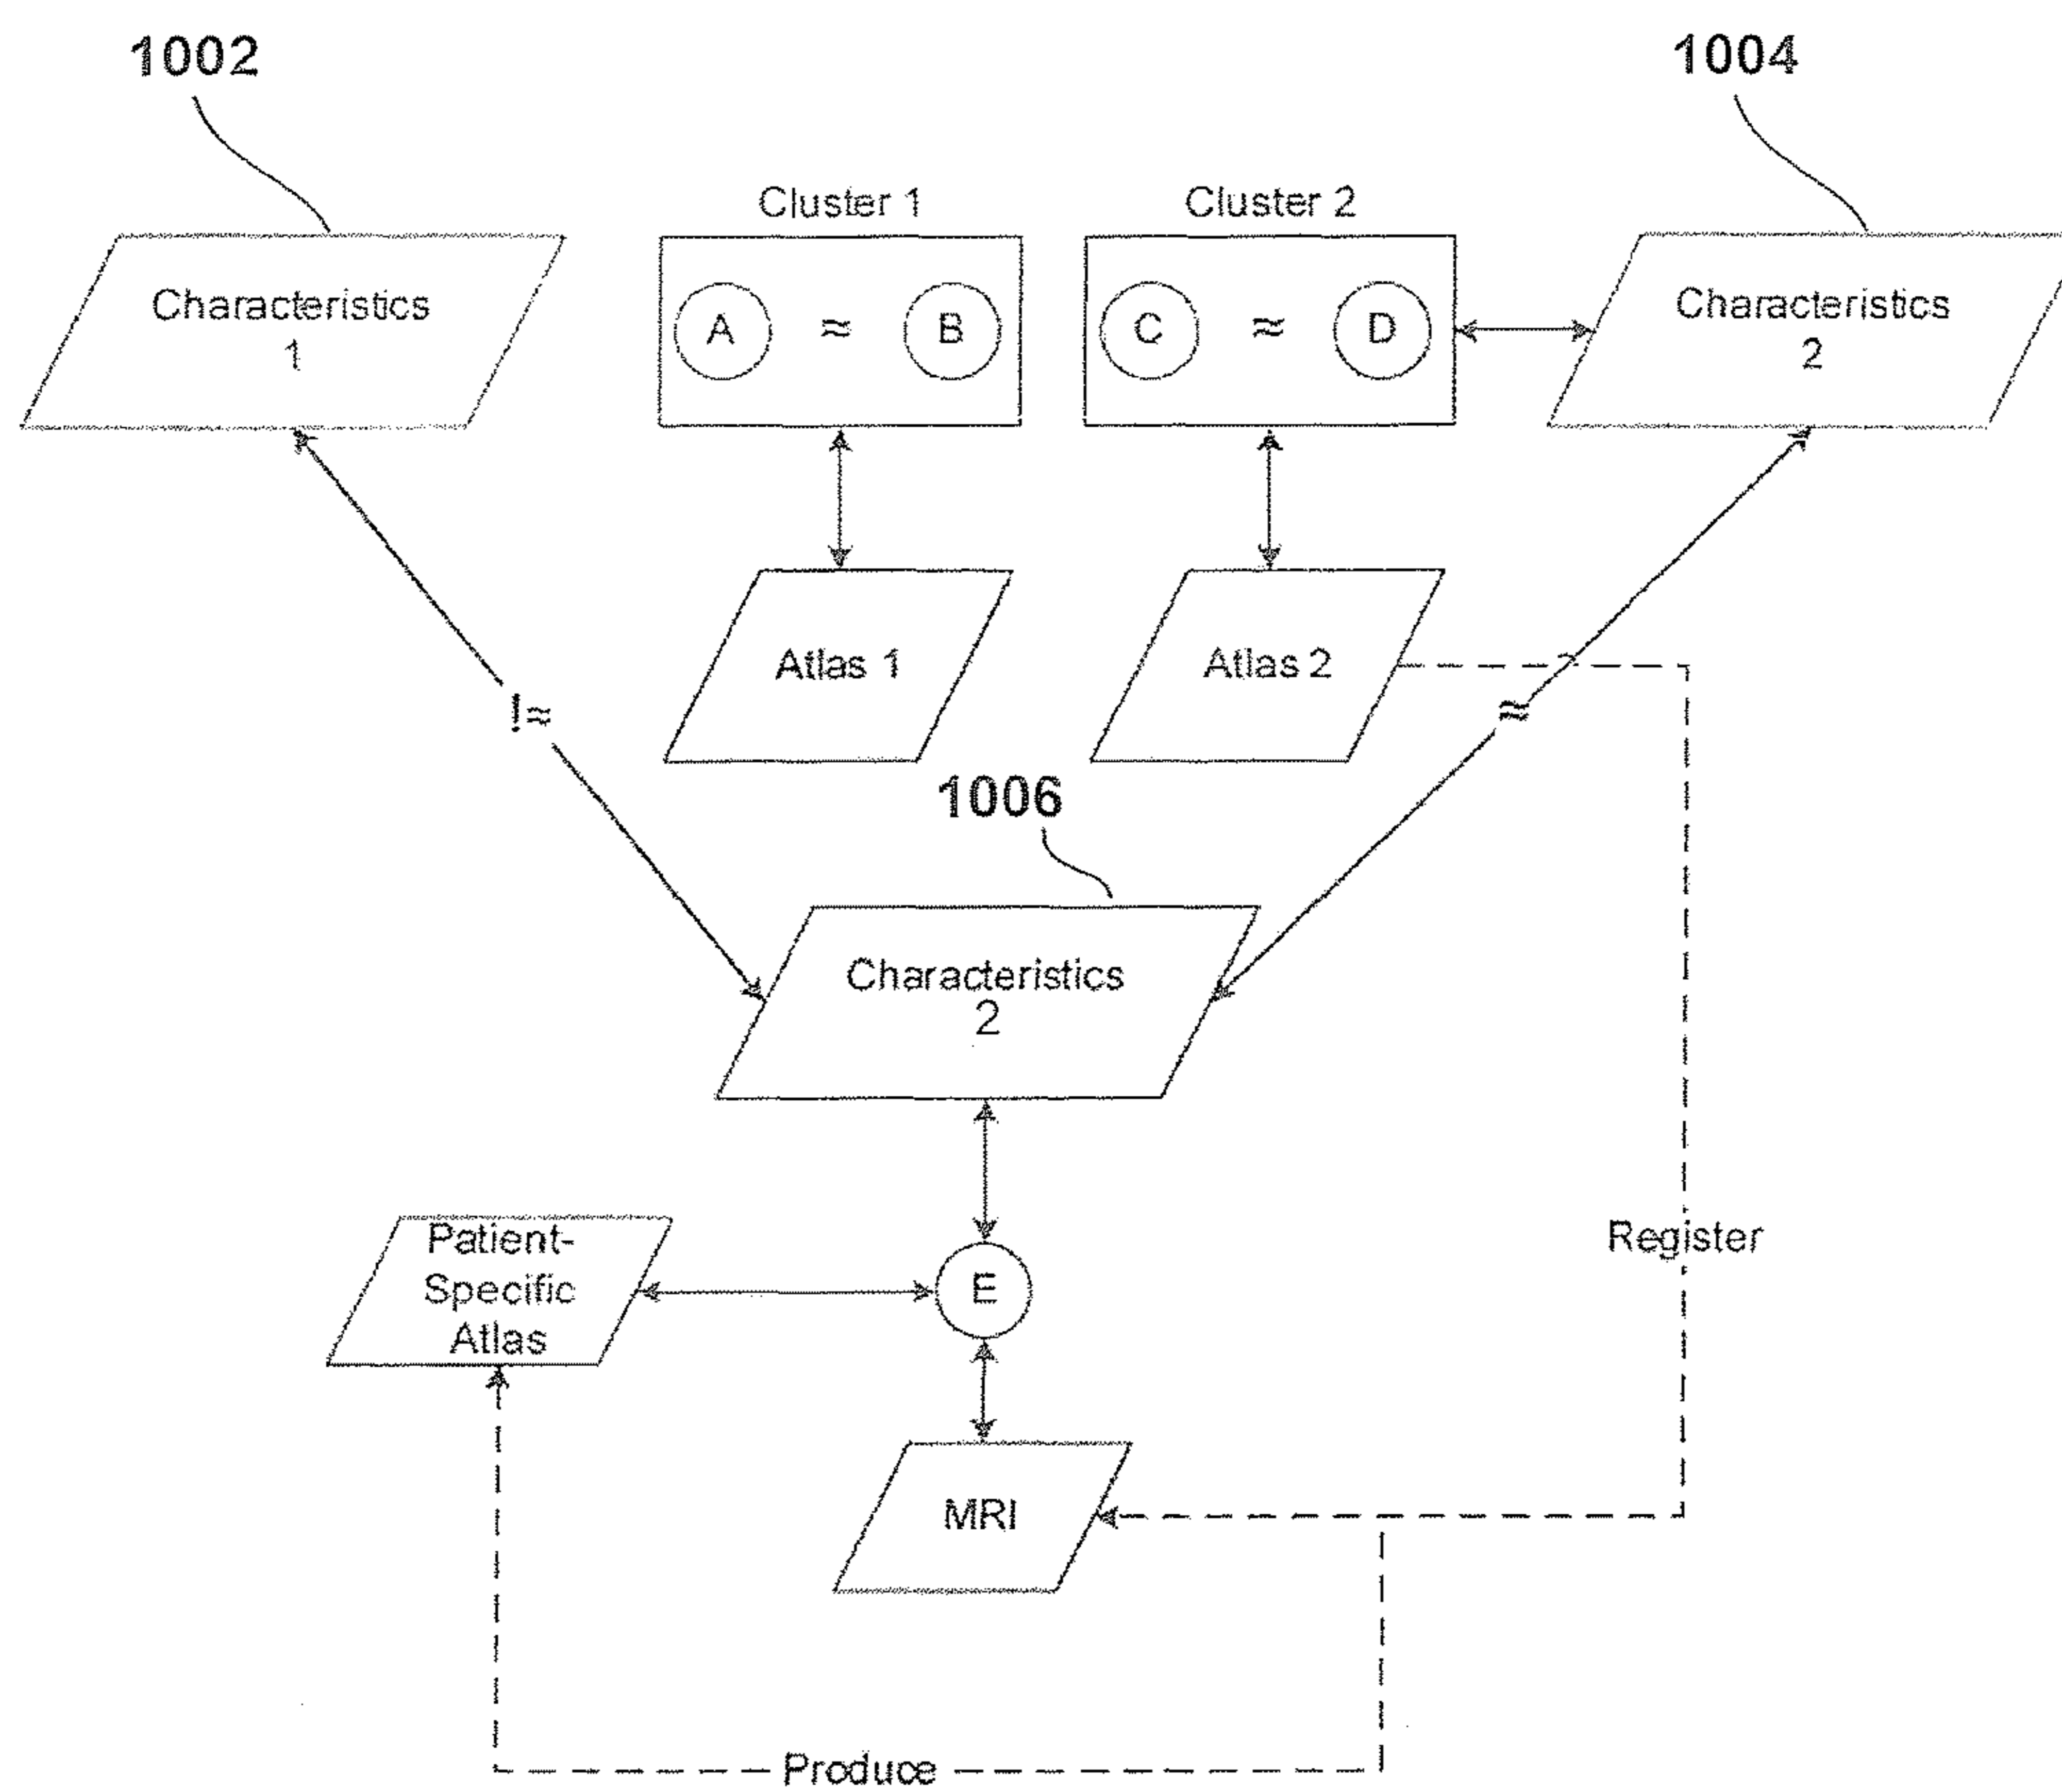 1002
1004
Cluster 1
Cluster 2
Characteristics
1
A ≈ B
C ≈ D
Characteristics
2
Atlas 1
Atlas 2
!≈
≈
1006
Characteristics
2
Patient-
Specific
Atlas
E
Register
MRI
Produce